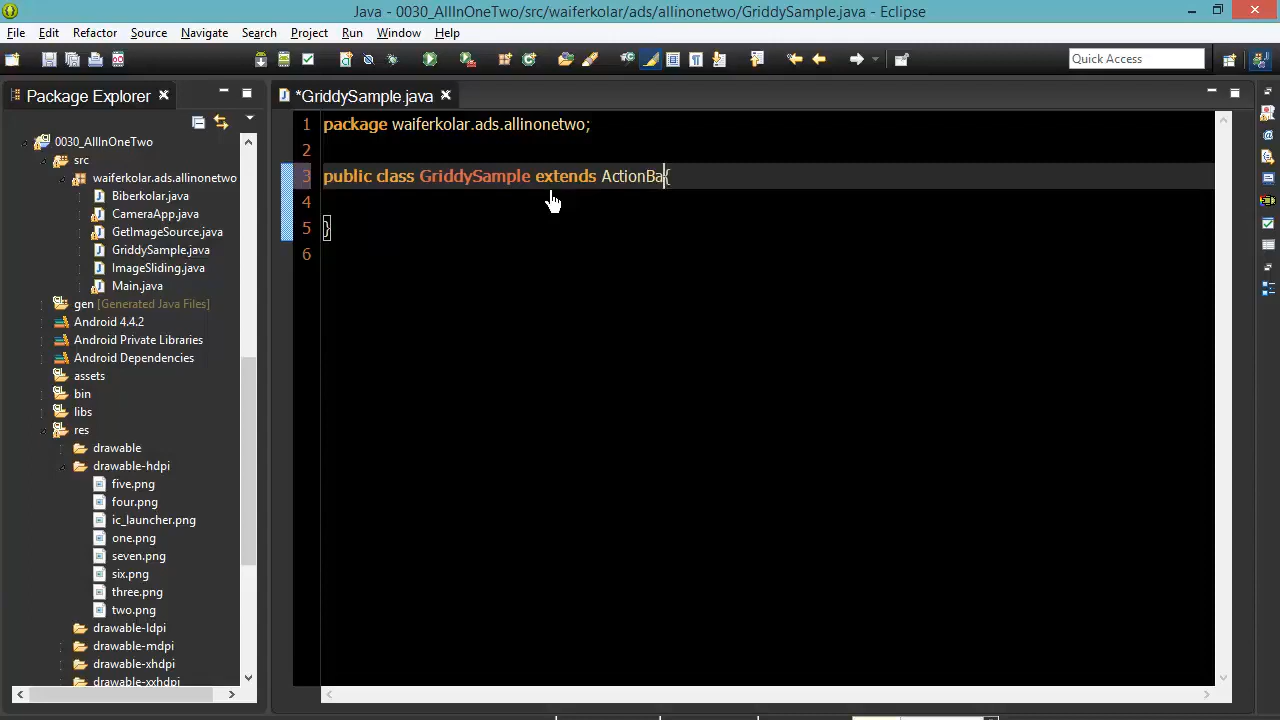 Java - 0030_AllInOneTwo/src/waiferkolar/ads/allinonetwo/GriddySample.java - Eclipse
File Edit Refactor Source Navigate Search Project Run Window Help
Quick Access
Package Explorer
*GriddySample.java
0030_AllInOneTwo
src
waiferkolar.ads.allinonetwo
Biberkolar.java
CameraApp.java
GetImageSource.java
GriddySample.java
ImageSliding.java
Main.java
gen [Generated Java Files]
Android 4.4.2
Android Private Libraries
Android Dependencies
assets
bin
libs
res
drawable
drawable-hdpi
five.png
four.png
ic_launcher.png
one.png
seven.png
six.png
three.png
two.png
drawable-ldpi
drawable-mdpi
drawable-xhdpi
drawable-xxhdpi
1 package waiferkolar.ads.allinonetwo;
2
3 public class GriddySample extends ActionBa{
4
5 }
6